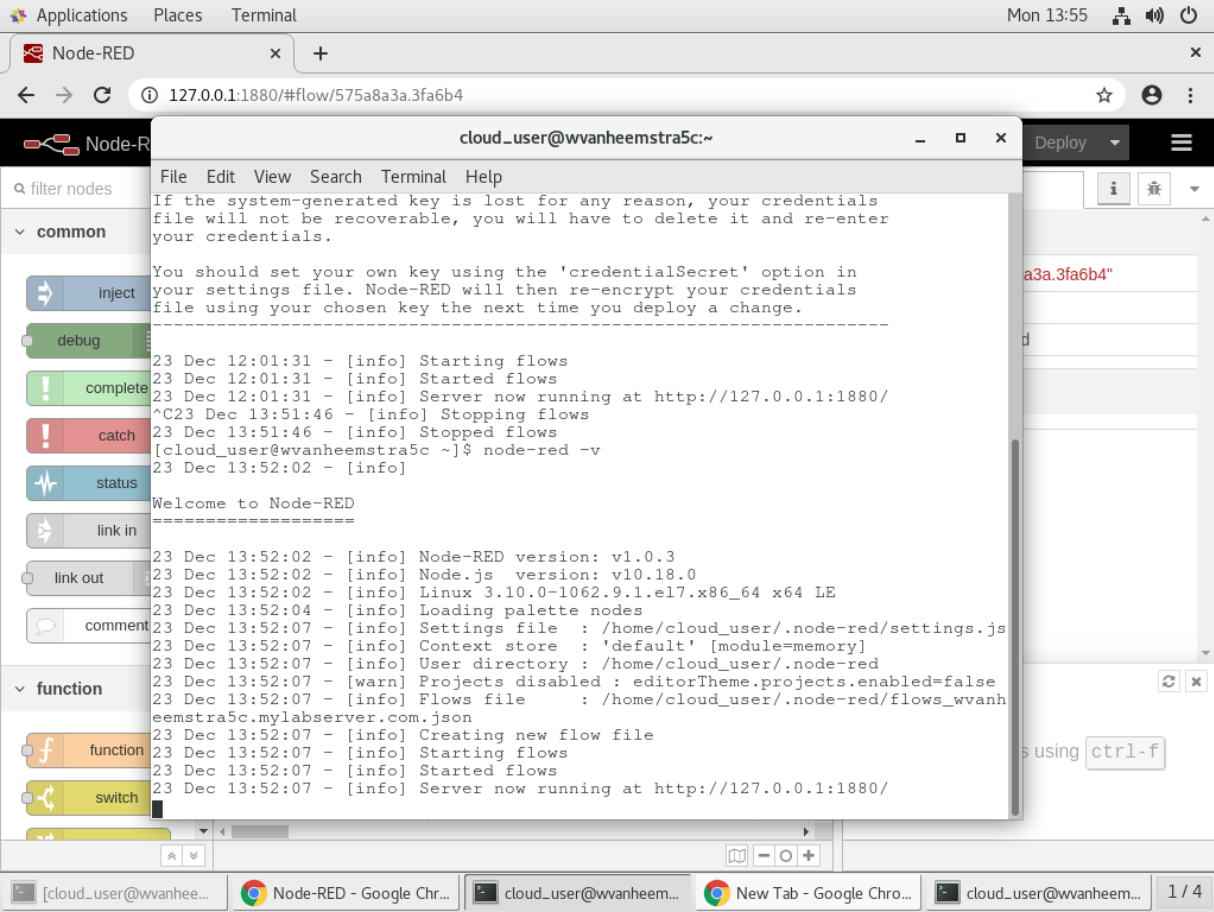 Applications Places Terminal Mon 13:55
Node-RED
127.0.0.1:1880/#flow/575a8a3a.3fa6b4
Node-R
Deploy
cloud_user@wvanheemstra5c:~
File Edit View Search Terminal Help
filter nodes
common
inject
debug
complete
catch
status
link in
link out
comment
function
function
switch
If the system-generated key is lost for any reason, your credentials
file will not be recoverable, you will have to delete it and re-enter
your credentials.
You should set your own key using the 'credentialSecret' option in
your settings file. Node-RED will then re-encrypt your credentials
file using your chosen key the next time you deploy a change.
---------------------------------------------------------------------
23 Dec 12:01:31 - [info] Starting flows
23 Dec 12:01:31 - [info] Started flows
23 Dec 12:01:31 - [info] Server now running at http://127.0.0.1:1880/
^C23 Dec 13:51:46 - [info] Stopping flows
23 Dec 13:51:46 - [info] Stopped flows
[cloud_user@wvanheemstra5c ~]$ node-red -v
23 Dec 13:52:02 - [info]
Welcome to Node-RED
===================
23 Dec 13:52:02 - [info] Node-RED version: v1.0.3
23 Dec 13:52:02 - [info] Node.js  version: v10.18.0
23 Dec 13:52:02 - [info] Linux 3.10.0-1062.9.1.el7.x86_64 x64 LE
23 Dec 13:52:04 - [info] Loading palette nodes
23 Dec 13:52:07 - [info] Settings file  : /home/cloud_user/.node-red/settings.js
23 Dec 13:52:07 - [info] Context store  : 'default' [module=memory]
23 Dec 13:52:07 - [info] User directory : /home/cloud_user/.node-red
23 Dec 13:52:07 - [warn] Projects disabled : editorTheme.projects.enabled=false
23 Dec 13:52:07 - [info] Flows file     : /home/cloud_user/.node-red/flows_wvanh
eemstra5c.mylabserver.com.json
23 Dec 13:52:07 - [info] Creating new flow file
23 Dec 13:52:07 - [info] Starting flows
23 Dec 13:52:07 - [info] Started flows
23 Dec 13:52:07 - [info] Server now running at http://127.0.0.1:1880/
a3a.3fa6b4"
d
s using ctrl-f
[cloud_user@wvanhee... Node-RED - Google Chr... cloud_user@wvanheem... New Tab - Google Chro... cloud_user@wvanheem... 1 / 4